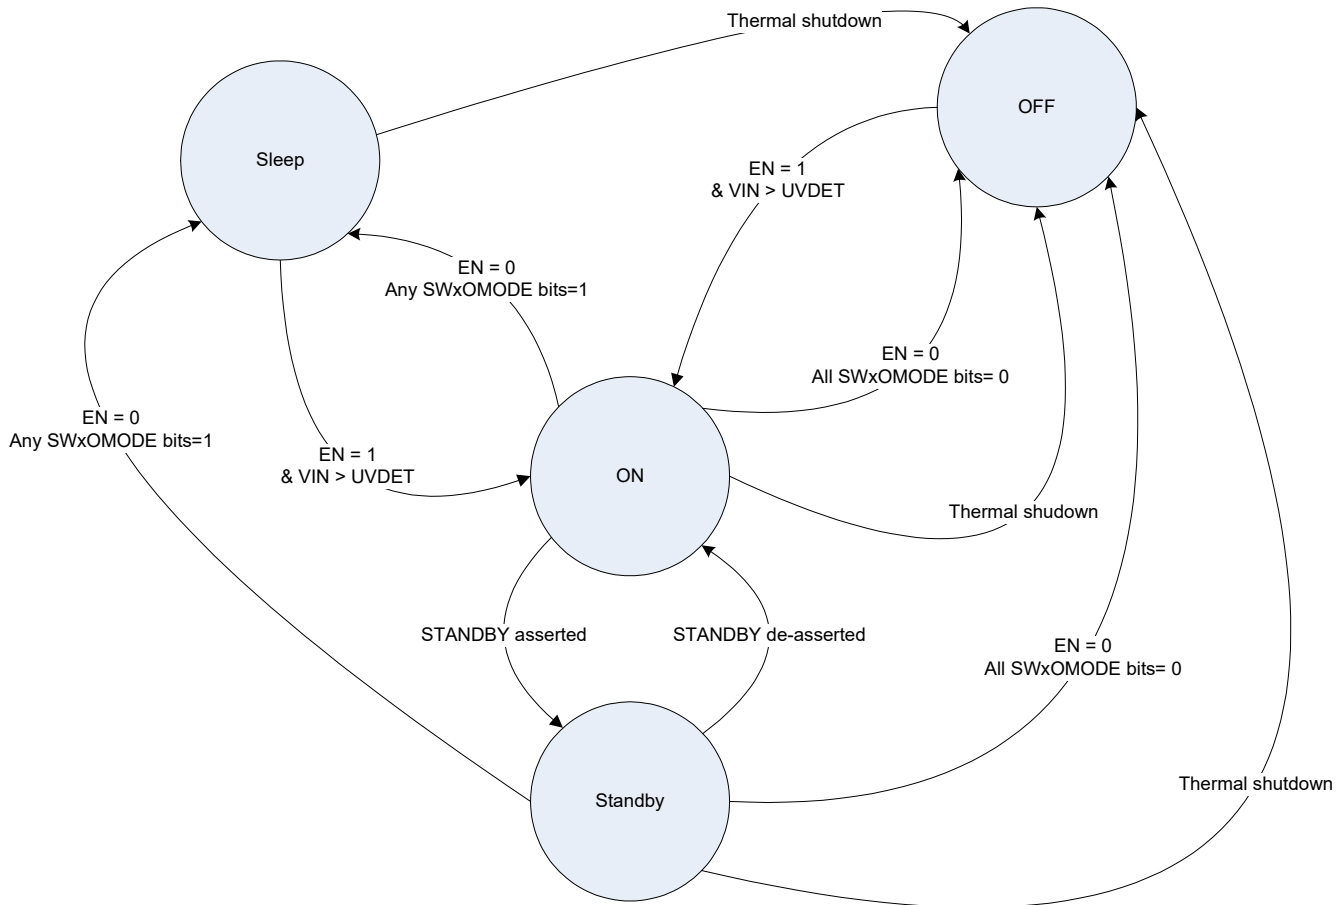 Thermal shutdown
OFF
Sleep
EN = 1
& VIN > UVDET
EN = 0
Any SWxOMODE bits=1
EN = 0
All SWxOMODE bits= 0
EN = 0
Any SWxOMODE bits=1
EN = 1
& VIN > UVDET
ON
Thermal shudown
STANDBY asserted
STANDBY de-asserted
EN = 0
All SWxOMODE bits= 0
Thermal shutdown
Standby